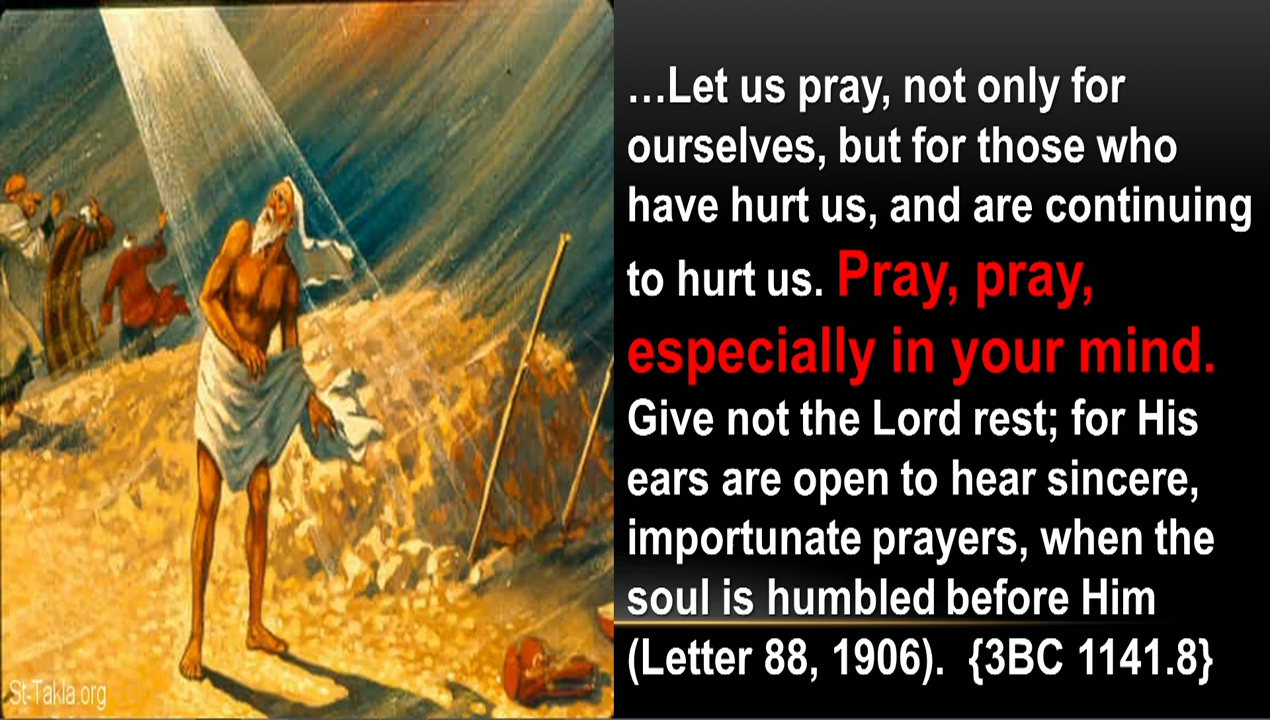 …Let us pray, not only for
ourselves, but for those who
have hurt us, and are continuing
to hurt us. Pray, pray,
especially in your mind.
Give not the Lord rest; for His
ears are open to hear sincere,
importunate prayers, when the
soul is humbled before Him
(Letter 88, 1906).  {3BC 1141.8}
St-Takla.org